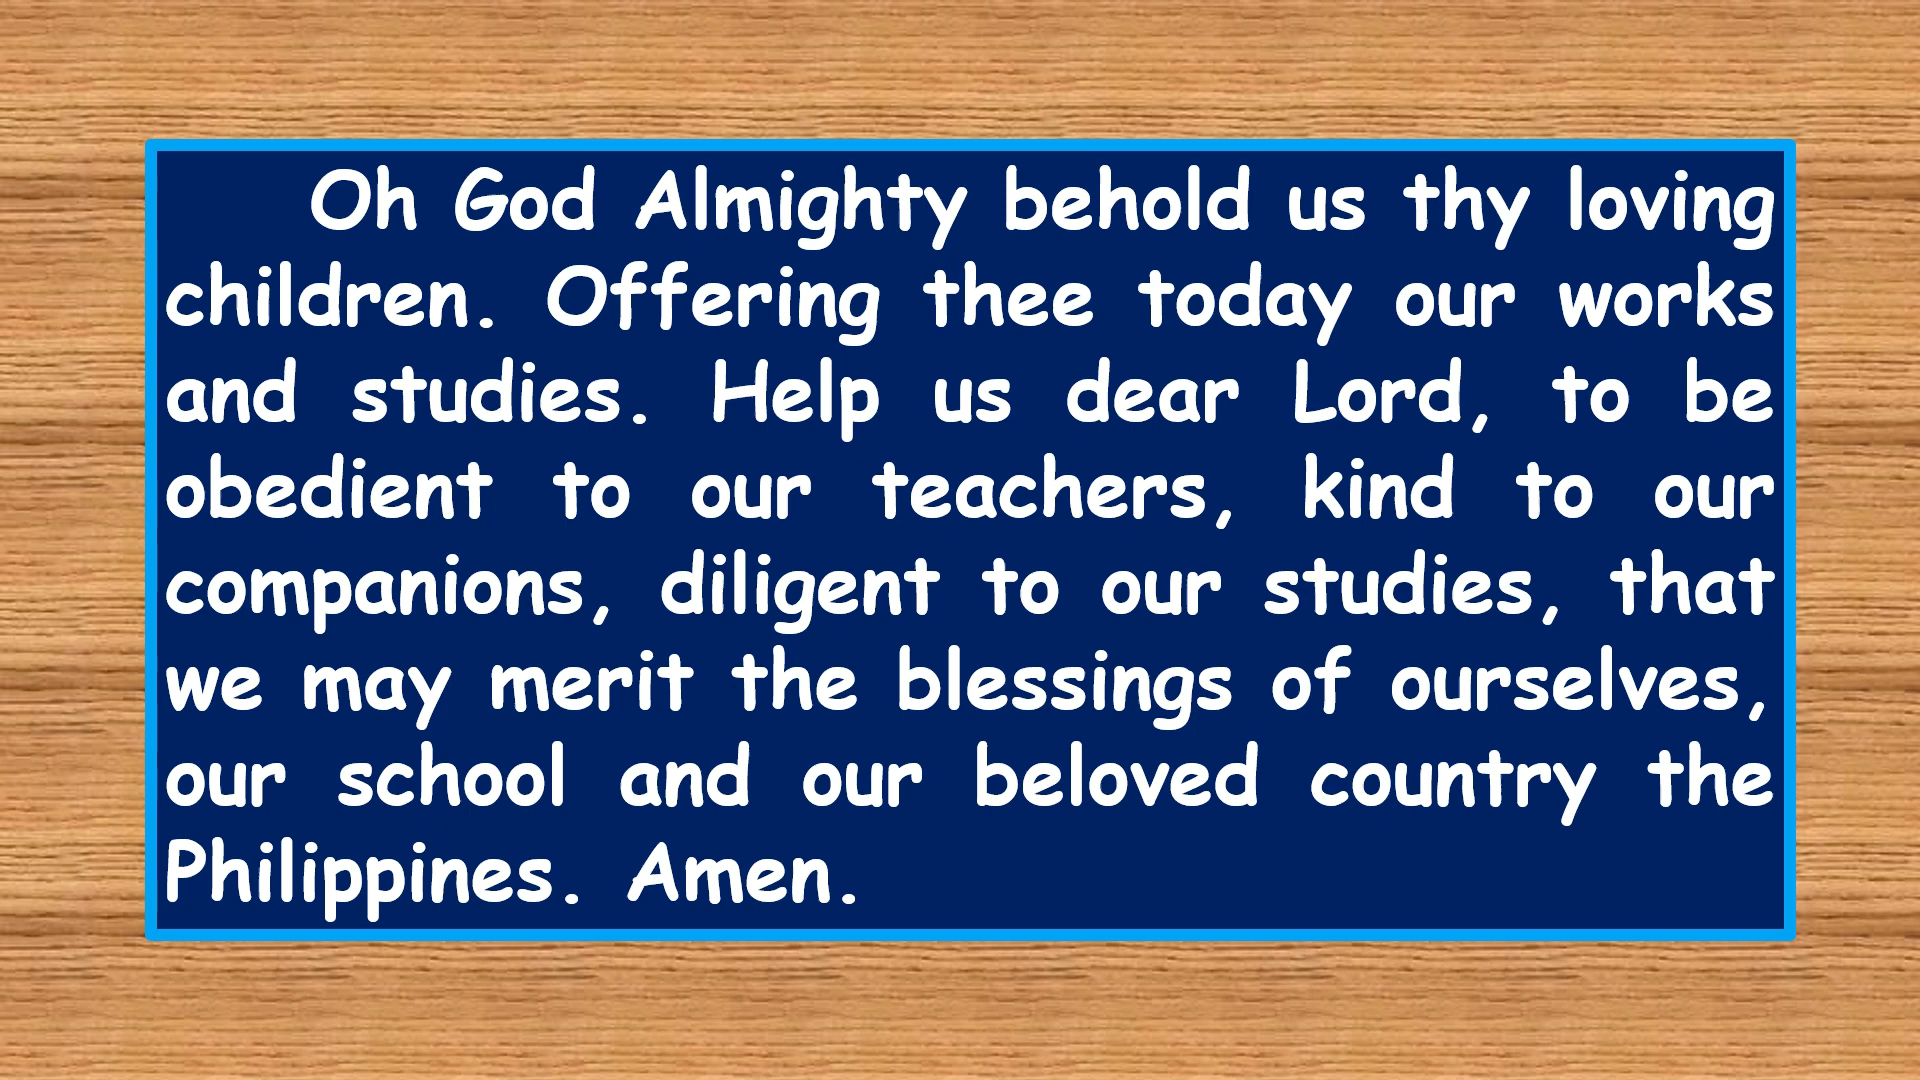 Oh God Almighty behold us thy loving
children. Offering thee today our works
and studies. Help us dear Lord, to be
obedient to our teachers, kind to our
companions, diligent to our studies, that
we may merit the blessings of ourselves,
our school and our beloved country the
Philippines. Amen.